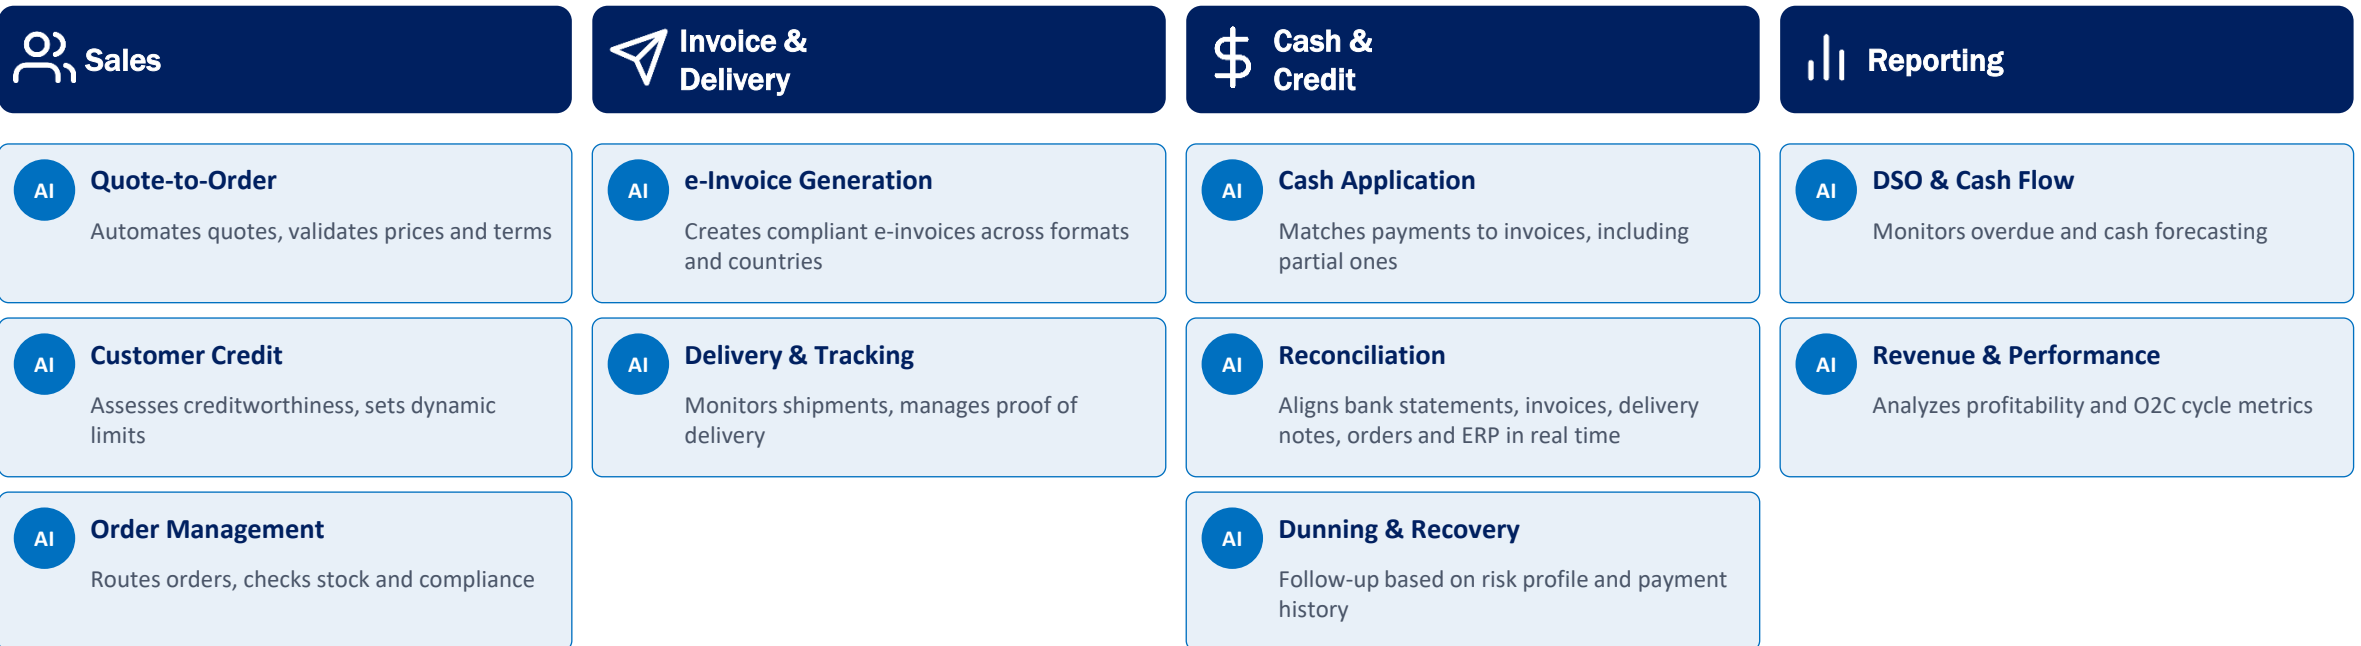 Sales
AI
Quote-to-Order
Automates quotes, validates prices and terms
AI
Customer Credit
Assesses creditworthiness, sets dynamic
limits
AI
Order Management
Routes orders, checks stock and compliance
Invoice &
Delivery
AI
e-Invoice Generation
Creates compliant e-invoices across formats
and countries
AI
Delivery & Tracking
Monitors shipments, manages proof of
delivery
Cash &
Credit
AI
Cash Application
Matches payments to invoices, including
partial ones
AI
Reconciliation
Aligns bank statements, invoices, delivery
notes, orders and ERP in real time
AI
Dunning & Recovery
Follow-up based on risk profile and payment
history
Reporting
AI
DSO & Cash Flow
Monitors overdue and cash forecasting
AI
Revenue & Performance
Analyzes profitability and O2C cycle metrics